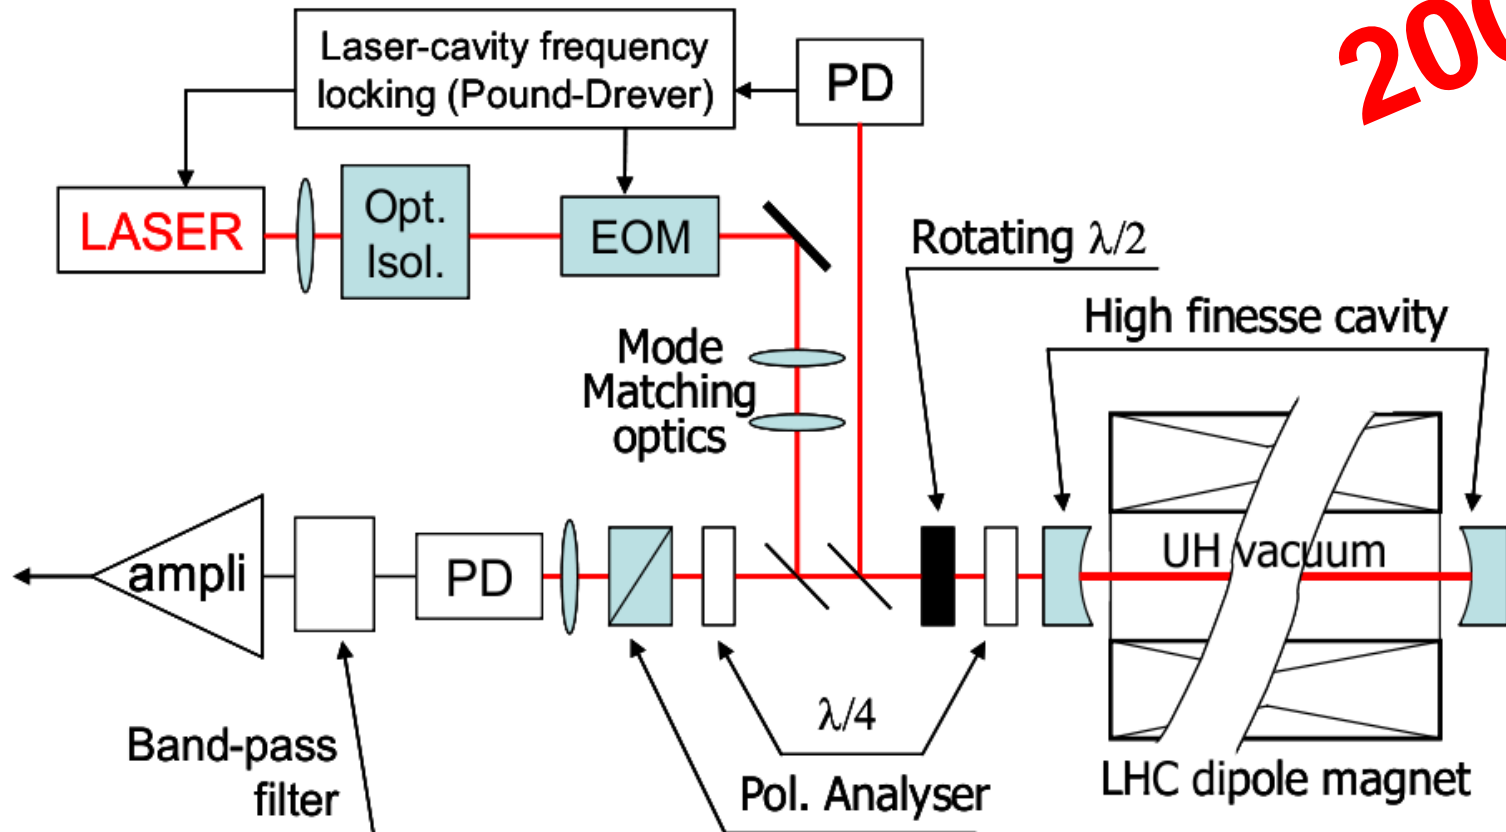 Laser-cavity frequency
locking (Pound-Drever)
PD
LASER
Opt.
Isol.
EOM
Rotating λ/2
High finesse cavity
Mode
Matching
optics
UH vacuum
ampli
PD
λ/4
Band-pass
filter
Pol. Analyser
LHC dipole magnet